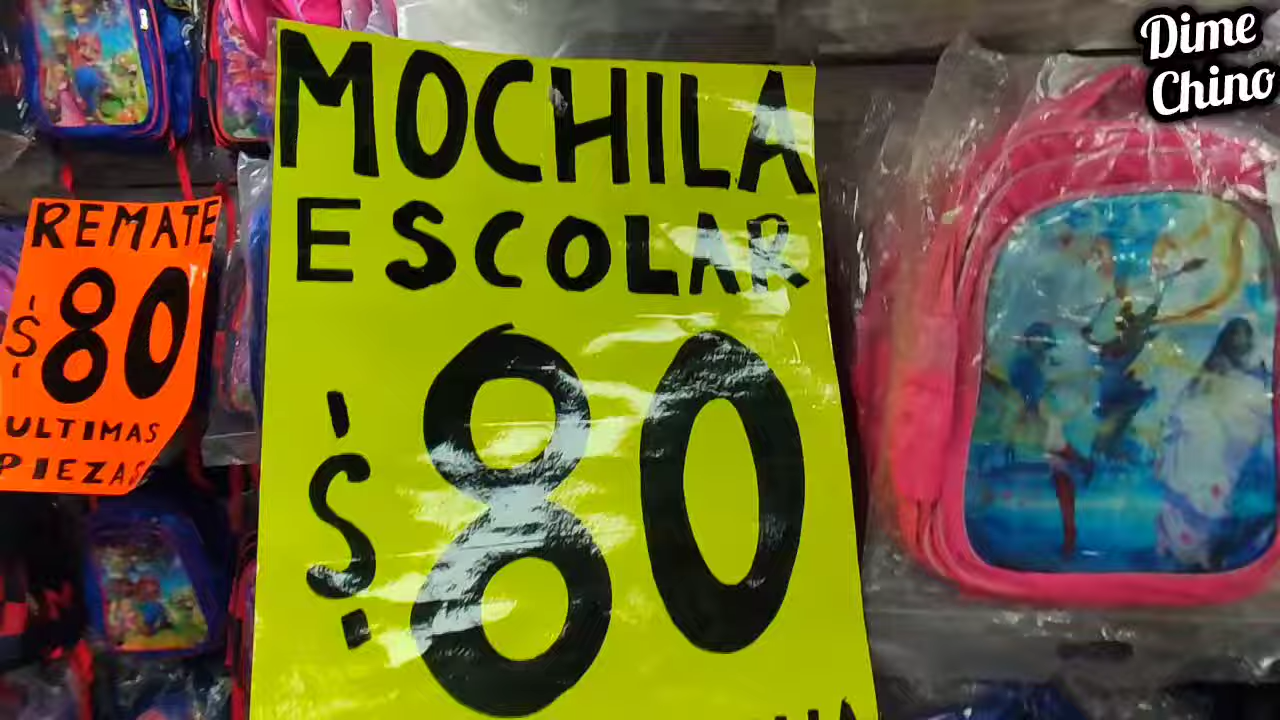 MOCHILA
ESCOLAR
$80
REMATE
$80
ULTIMAS
PIEZAS
Dime
Chino